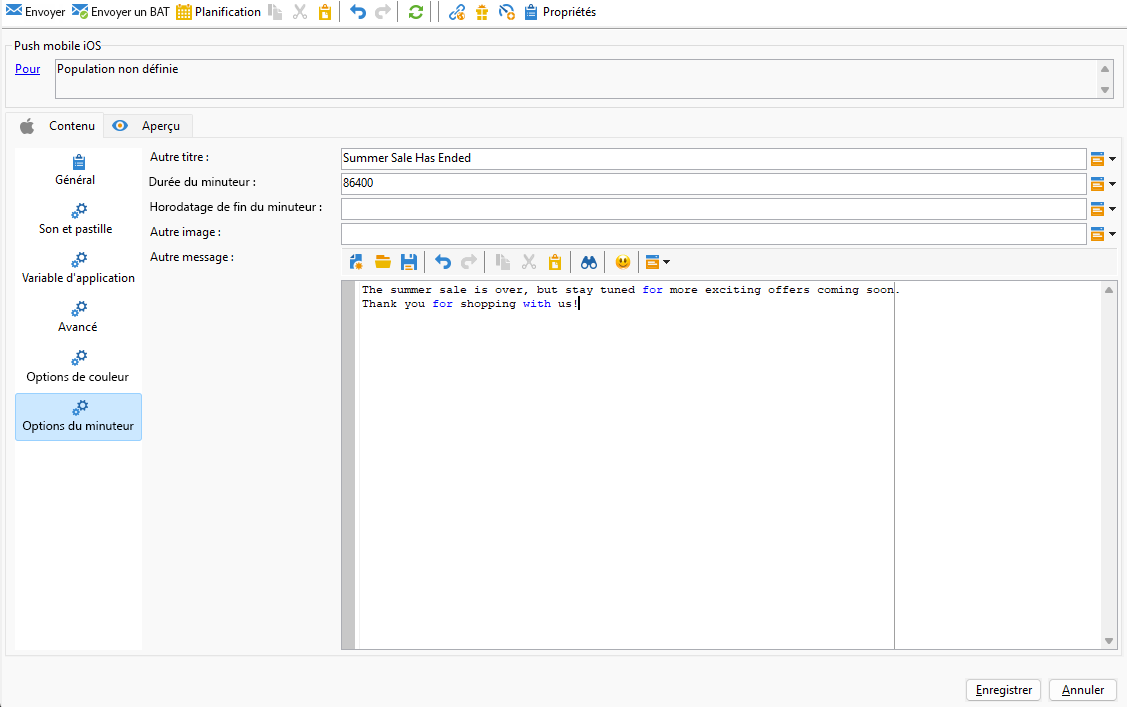 Envoyer Envoyer un BAT Planification Propriétés
Push mobile iOS
Pour Population non définie
Contenu Aperçu
Général
Son et pastille
Variable d'application
Avancé
Options de couleur
Options du minuteur
Autre titre : Summer Sale Has Ended
Durée du minuteur : 86400
Horodatage de fin du minuteur :
Autre image :
Autre message :
The summer sale is over, but stay tuned for more exciting offers coming soon.
Thank you for shopping with us!
Enregistrer Annuler